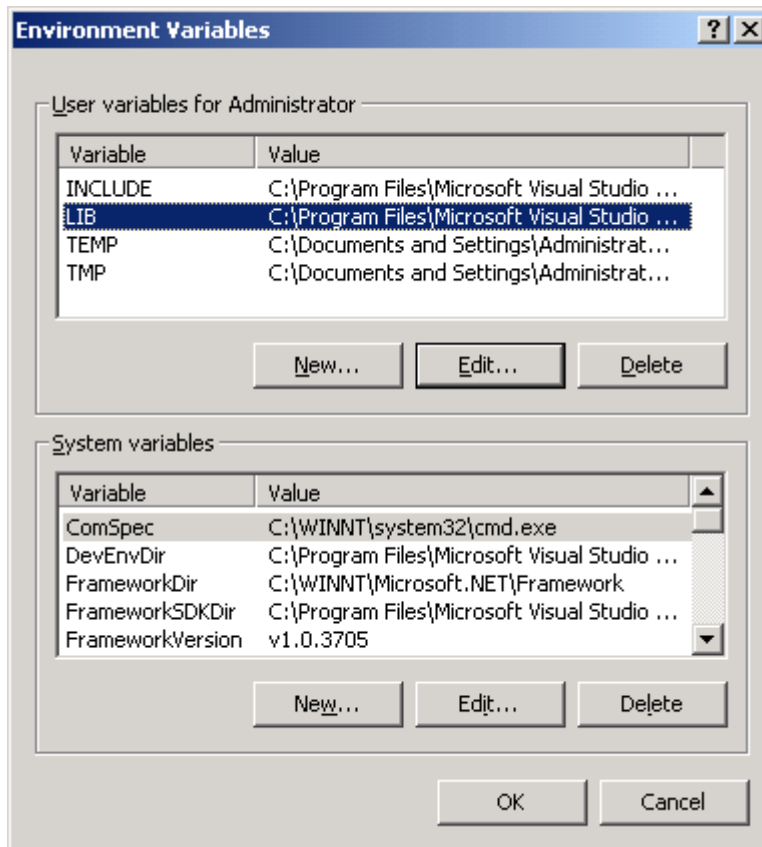 Environment Variables
User variables for Administrator
Variable Value
INCLUDE C:\Program Files\Microsoft Visual Studio ...
LIB C:\Program Files\Microsoft Visual Studio ...
TEMP C:\Documents and Settings\Administrat...
TMP C:\Documents and Settings\Administrat...
New... Edit... Delete
System variables
Variable Value
ComSpec C:\WINNT\system32\cmd.exe
DevEnvDir C:\Program Files\Microsoft Visual Studio ...
FrameworkDir C:\WINNT\Microsoft.NET\Framework
FrameworkSDKDir C:\Program Files\Microsoft Visual Studio ...
FrameworkVersion v1.0.3705
New... Edit... Delete
OK Cancel